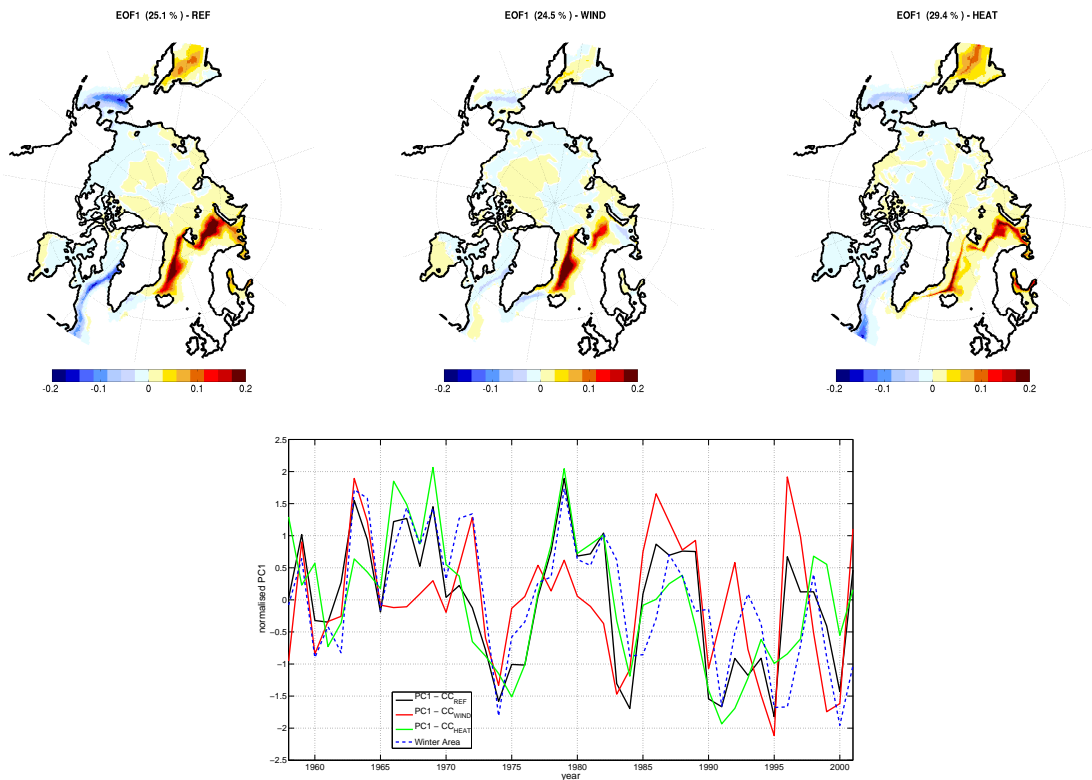 EOF1 (25.1 %) - REF
EOF1 (24.5 %) - WIND
EOF1 (29.4 %) - HEAT
-0.2 -0.1 0 0.1 0.2
-0.2 -0.1 0 0.1 0.2
-0.2 -0.1 0 0.1 0.2
normalised PC1
2.5
2
1.5
1
0.5
0
−0.5
−1
−1.5
−2
−2.5
PC1 − CC_REF
PC1 − CC_WIND
PC1 − CC_HEAT
Winter Area
1960 1965 1970 1975 1980 1985 1990 1995 2000
year